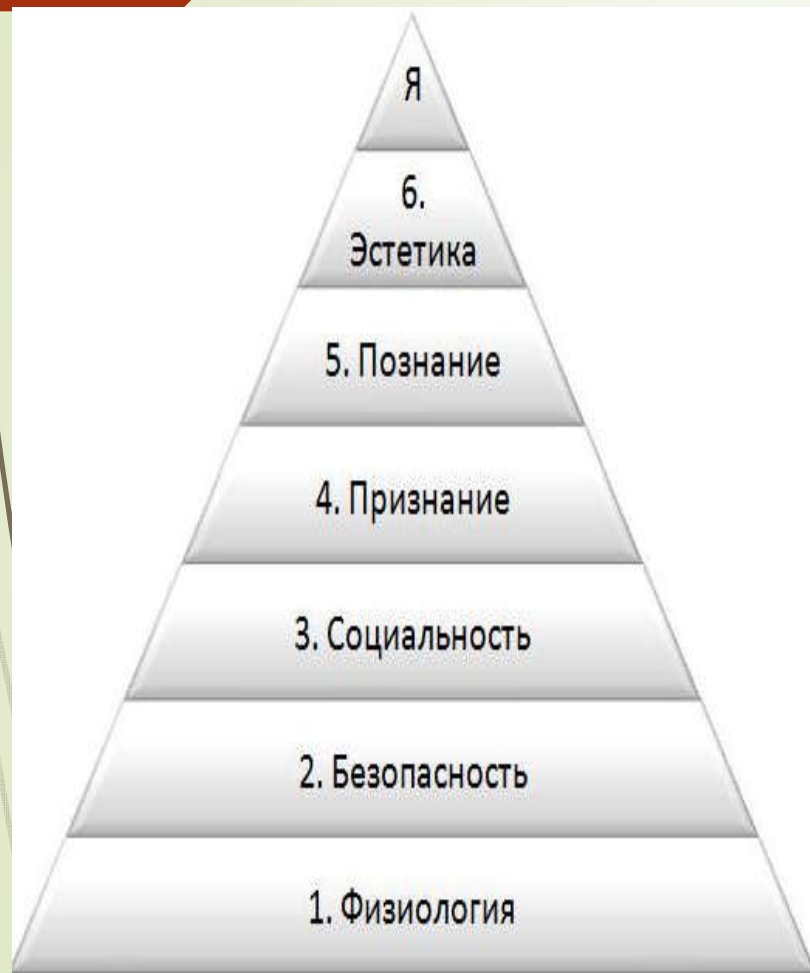 Я
6.
Эстетика
5. Познание
4. Признание
3. Социальность
2. Безопасность
1. Физиология